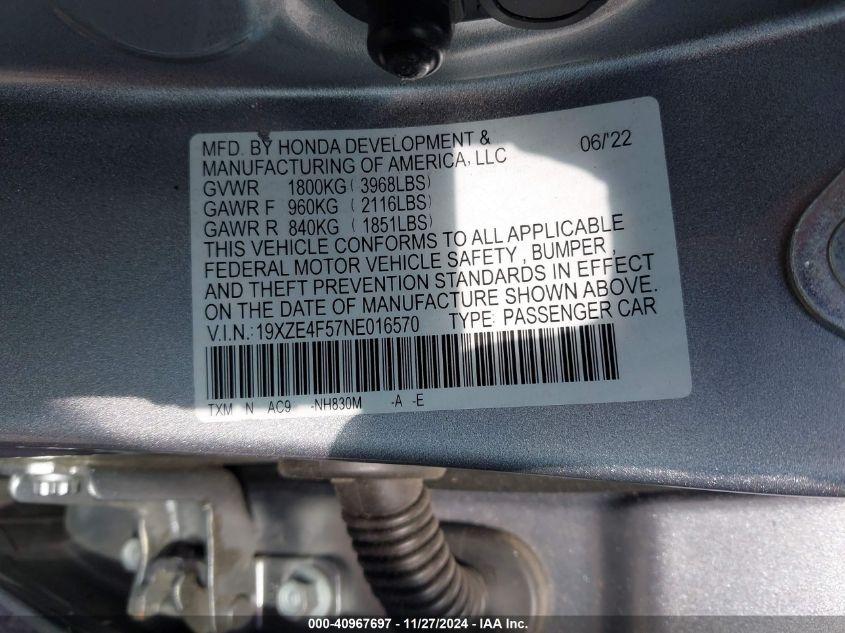 MFD. BY HONDA DEVELOPMENT & 06/'22
MANUFACTURING OF AMERICA, LLC
GVWR 1800KG ( 3968LBS)
GAWR F 960KG ( 2116LBS)
GAWR R 840KG ( 1851LBS)
THIS VEHICLE CONFORMS TO ALL APPLICABLE
FEDERAL MOTOR VEHICLE SAFETY , BUMPER ,
AND THEFT PREVENTION STANDARDS IN EFFECT
ON THE DATE OF MANUFACTURE SHOWN ABOVE.
V.I.N.:19XZE4F57NE016570 TYPE: PASSENGER CAR
TXM N AC9 -NH830M -A -E
000-40967697 - 11/27/2024 - IAA Inc.